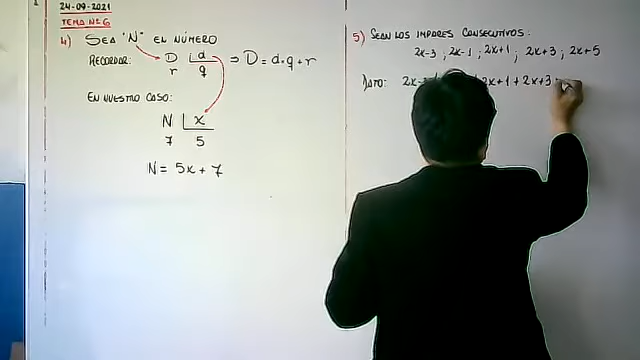 24-09-2021
TEMA N°6
4) SEA "N" EL NÚMERO
RECORDAR: D d ⇒ D = d·q + r
r q
EN NUESTRO CASO:
N x
7 5
N = 5x + 7
5) SEAN LOS IMPARES CONSECUTIVOS:
2x-3 ; 2x-1 ; 2x+1 ; 2x+3 ; 2x+5
DATO: 2x + 2x+1 + 2x+3